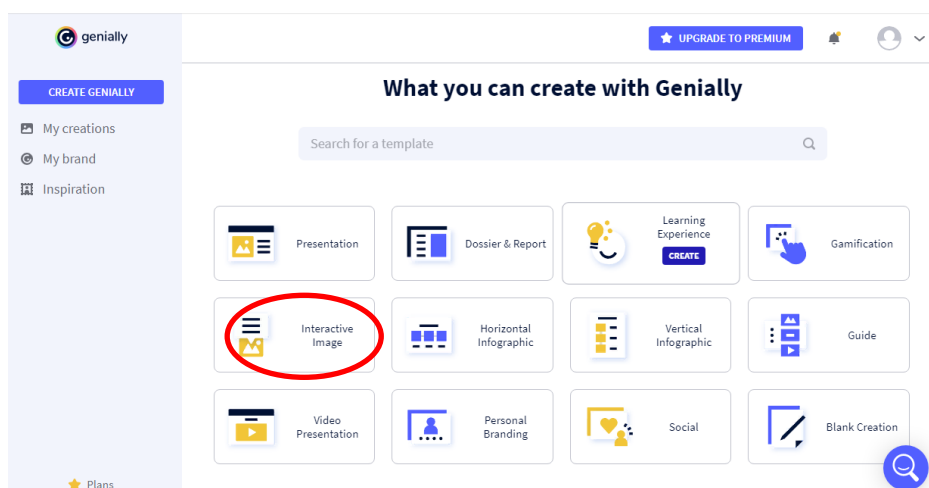 genially
UPGRADE TO PREMIUM
CREATE GENIALLY
My creations
My brand
Inspiration
Plans
What you can create with Genially
Search for a template
Presentation
Dossier & Report
Learning
Experience
CREATE
Gamification
Interactive
Image
Horizontal
Infographic
Vertical
Infographic
Guide
Video
Presentation
Personal
Branding
Social
Blank Creation